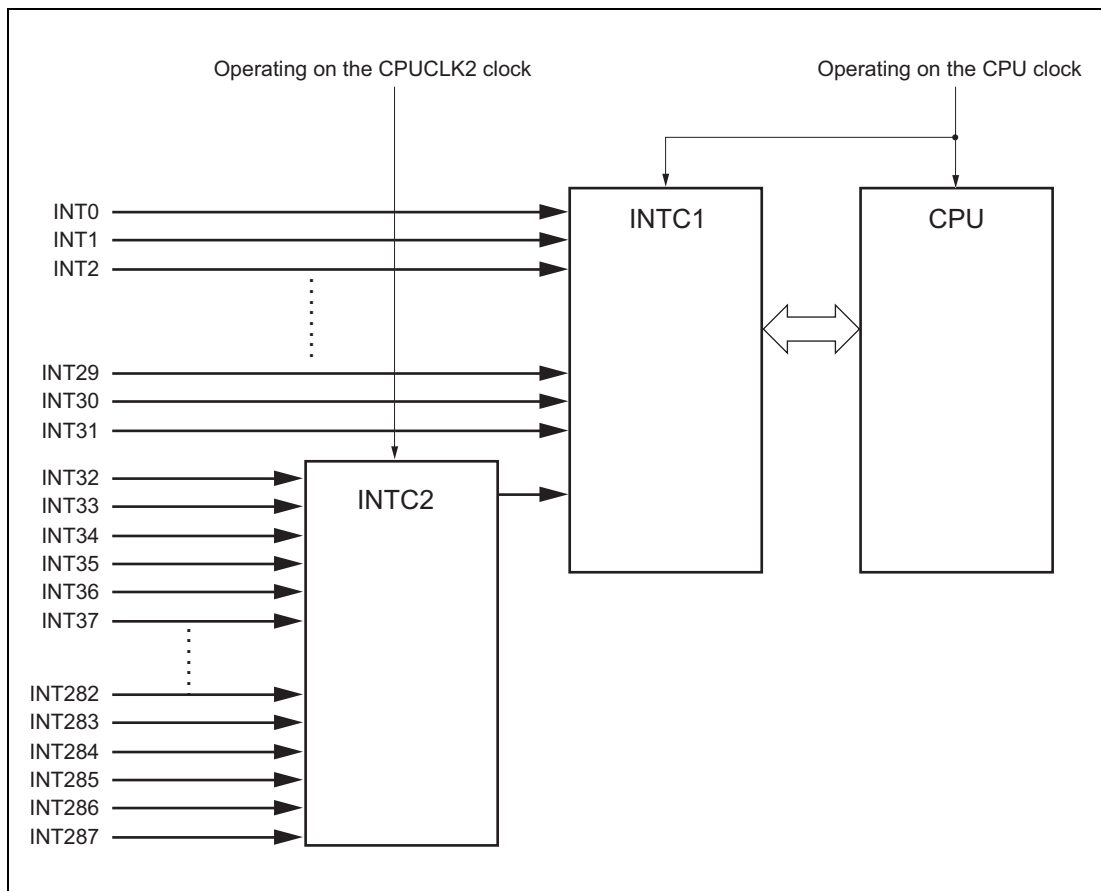 Operating on the CPUCLK2 clock
Operating on the CPU clock
INTC1
CPU
INT0
INT1
INT2
INT29
INT30
INT31
INT32
INT33
INT34
INT35
INT36
INT37
INTC2
INT282
INT283
INT284
INT285
INT286
INT287